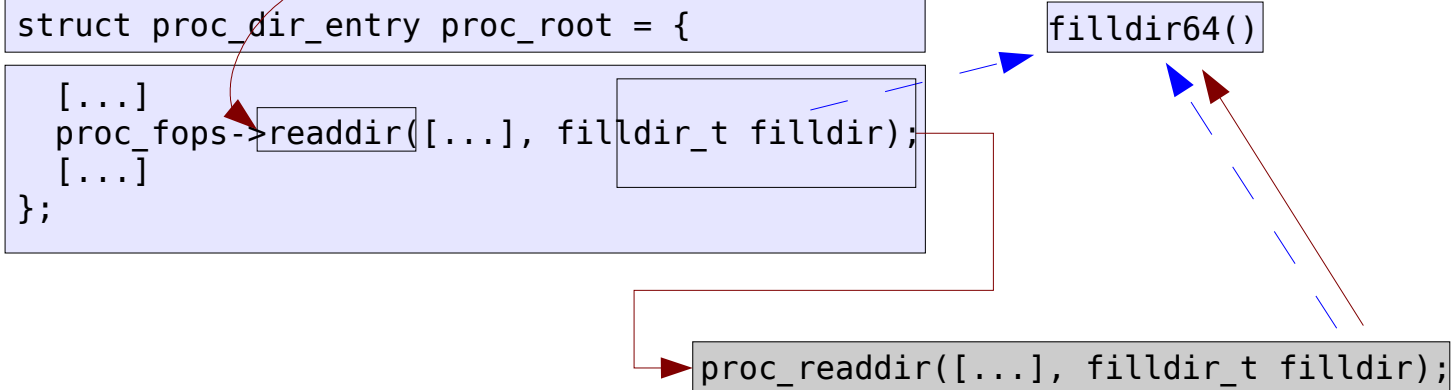 struct proc_dir_entry proc_root = {
filldir64()
[...]
proc_fops->readdir([...], filldir_t filldir);
[...]
};
proc_readdir([...], filldir_t filldir);